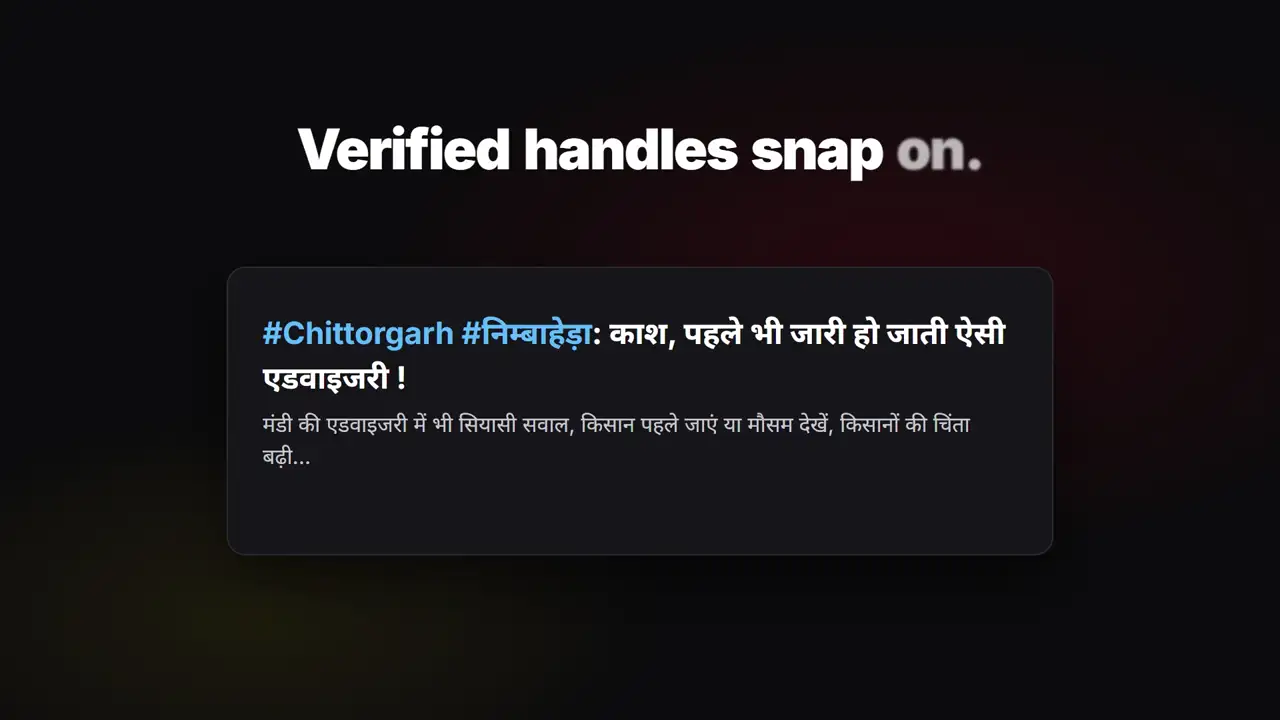 Verified handles snap on.
#Chittorgarh #निम्बाहेड़ा: काश, पहले भी जारी हो जाती ऐसी
एडवाइजरी !
मंडी की एडवाइजरी में भी सियासी सवाल, किसान पहले जाएं या मौसम देखें, किसानों की चिंता
बढ़ी...